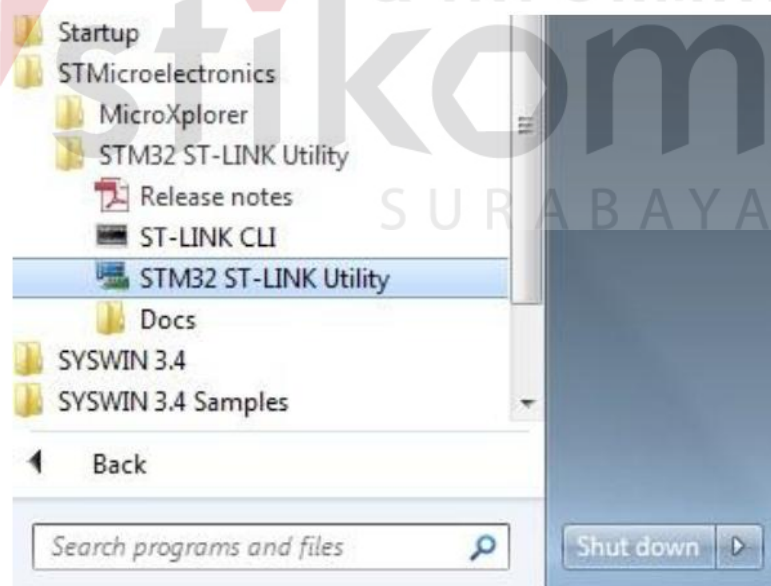 Startup
STMicroelectronics
MicroXplorer
STM32 ST-LINK Utility
Release notes
ST-LINK CLI
STM32 ST-LINK Utility
Docs
SYSWIN 3.4
SYSWIN 3.4 Samples
Back
Search programs and files
Shut down
stikom
SURABAYA